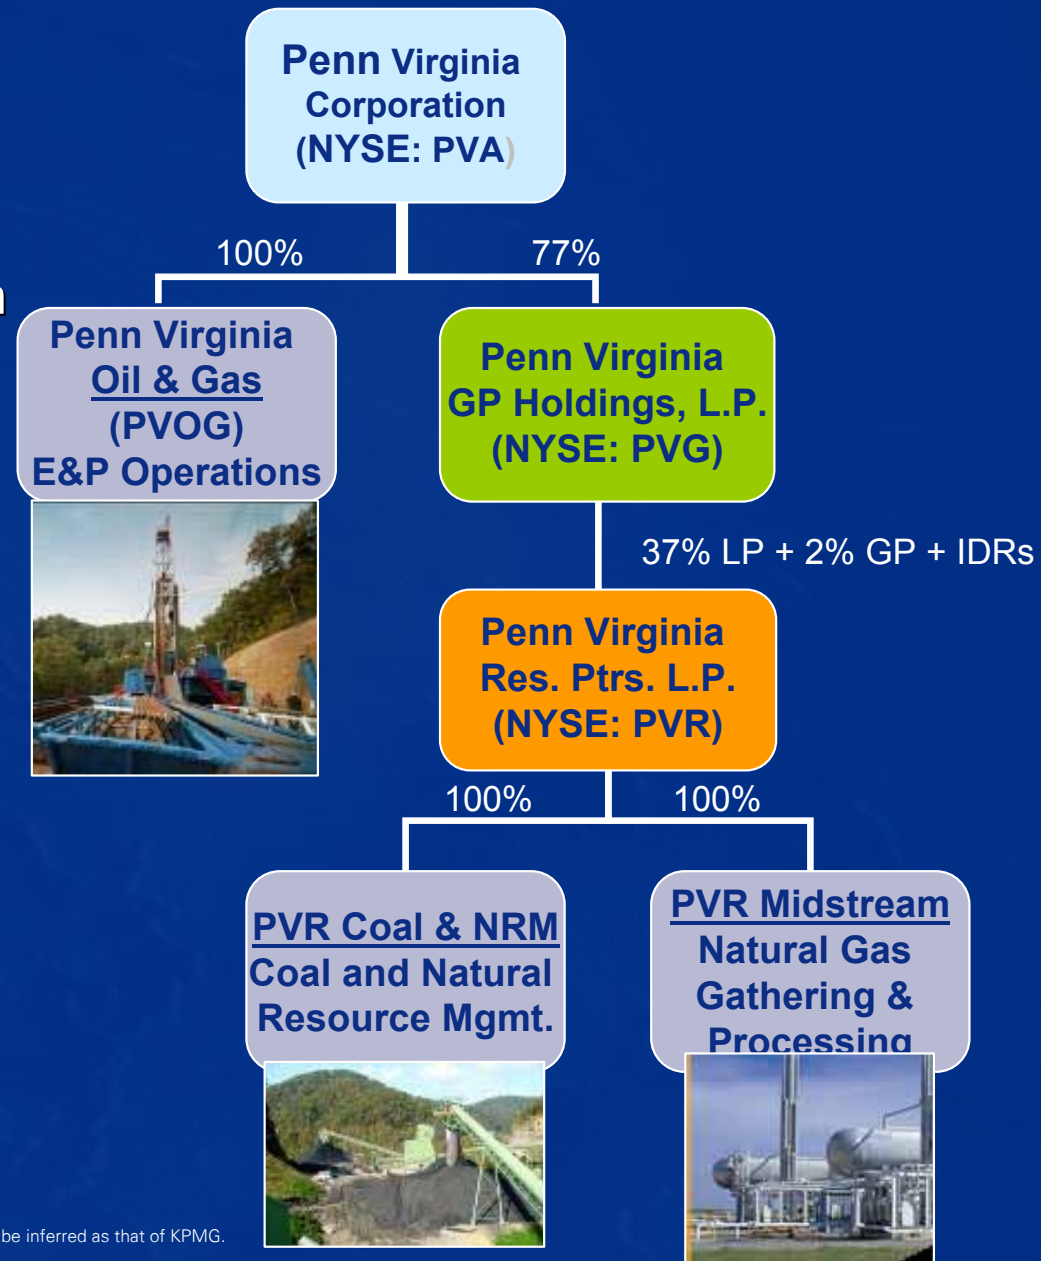 Penn Virginia
Corporation
(NYSE: PVA)
100%
77%
Penn Virginia
Oil & Gas
(PVOG)
E&P Operations
Penn Virginia
GP Holdings, L.P.
(NYSE: PVG)
37% LP + 2% GP + IDRs
Penn Virginia
Res. Ptrs. L.P.
(NYSE: PVR)
100%
100%
PVR Coal & NRM
Coal and Natural
Resource Mgmt.
PVR Midstream
Natural Gas
Gathering &
Processing
be inferred as that of KPMG.